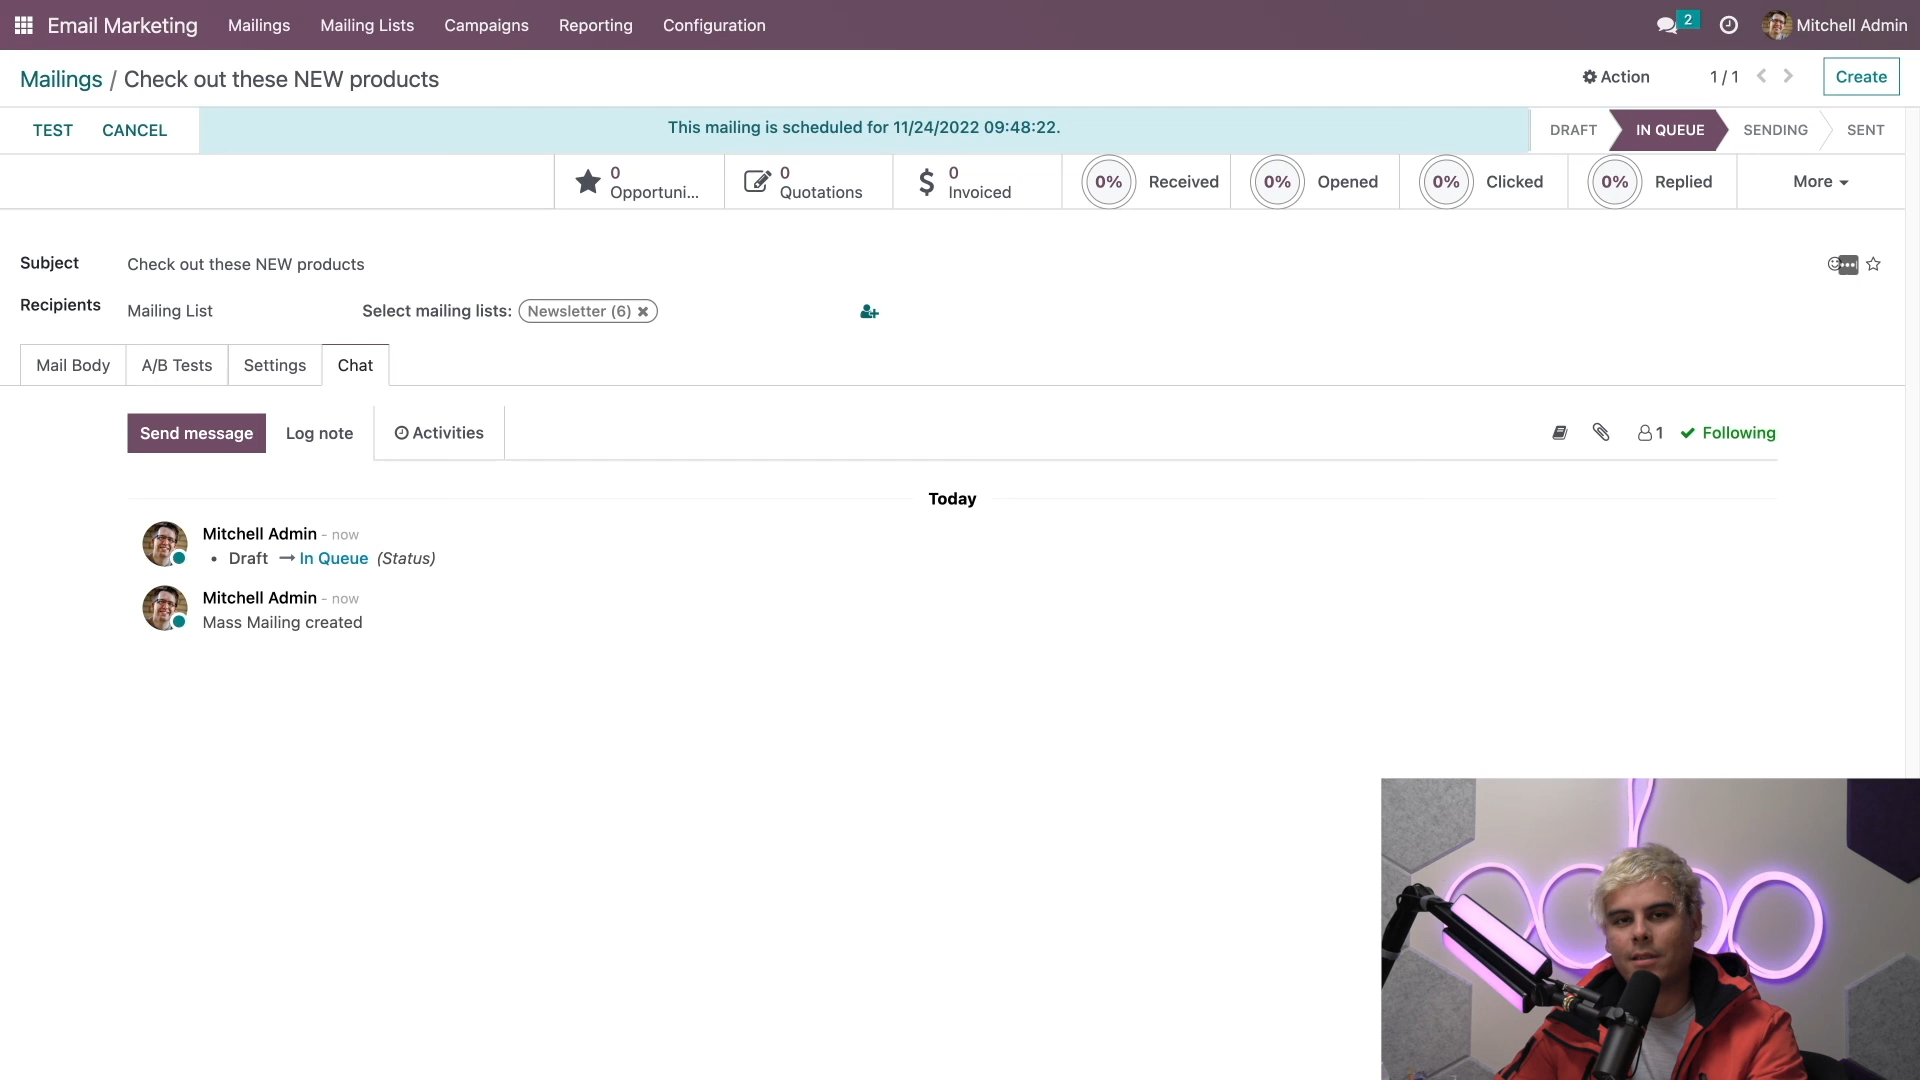 Email Marketing Mailings Mailing Lists Campaigns Reporting Configuration 2 Mitchell Admin
Mailings / Check out these NEW products Action 1 / 1 Create
TEST CANCEL This mailing is scheduled for 11/24/2022 09:48:22. DRAFT IN QUEUE SENDING SENT
0 Opportuni... 0 Quotations 0 Invoiced 0% Received 0% Opened 0% Clicked 0% Replied More
Subject Check out these NEW products
Recipients Mailing List Select mailing lists: Newsletter (6)
Mail Body A/B Tests Settings Chat
Send message Log note Activities 1 Following
Today
Mitchell Admin - now
• Draft → In Queue (Status)
Mitchell Admin - now
Mass Mailing created
odoo